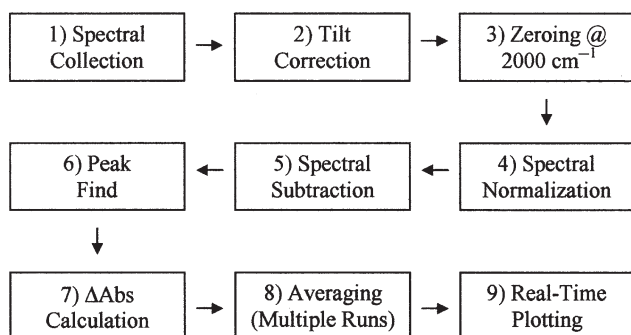 1) Spectral
Collection
2) Tilt
Correction
3) Zeroing @
2000 cm⁻¹
4) Spectral
Normalization
5) Spectral
Subtraction
6) Peak
Find
7) ΔAbs
Calculation
8) Averaging
(Multiple Runs)
9) Real-Time
Plotting